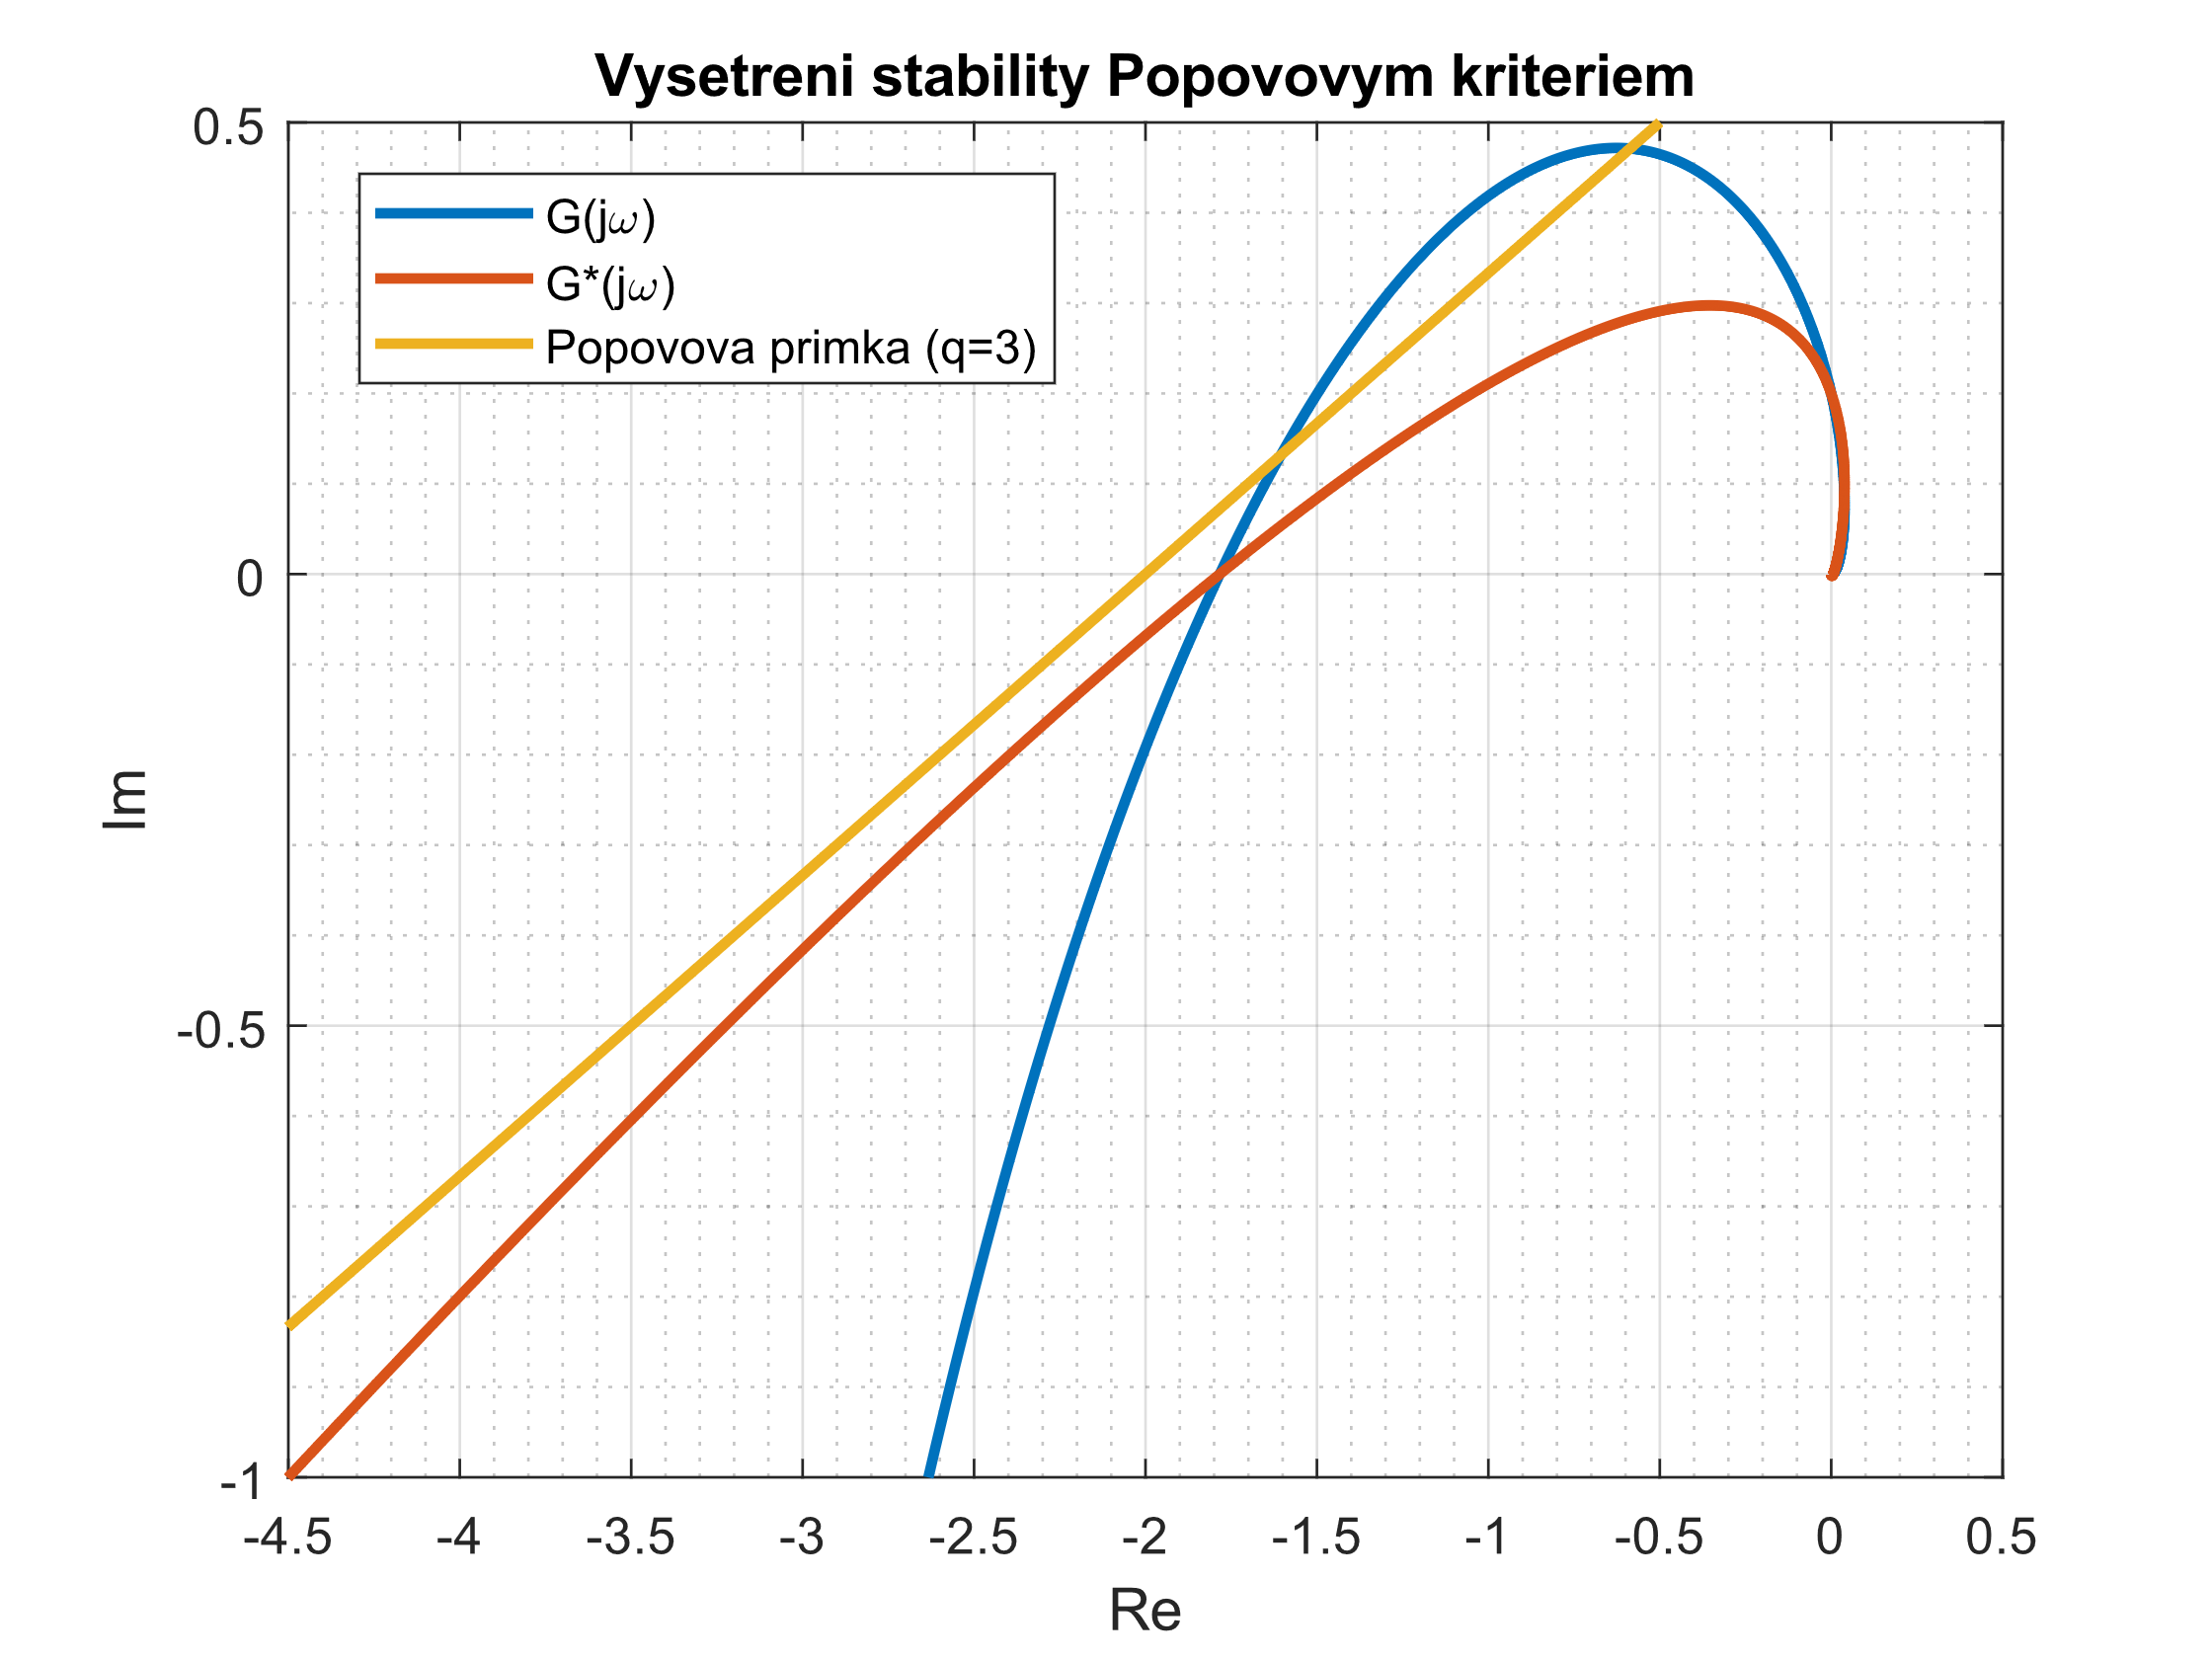 Vysetreni stability Popovovym kriteriem
0.5
G(jω)
G*(jω)
Popovova primka (q=3)
0
Im
-0.5
-1
-4.5 -4 -3.5 -3 -2.5 -2 -1.5 -1 -0.5 0 0.5
Re